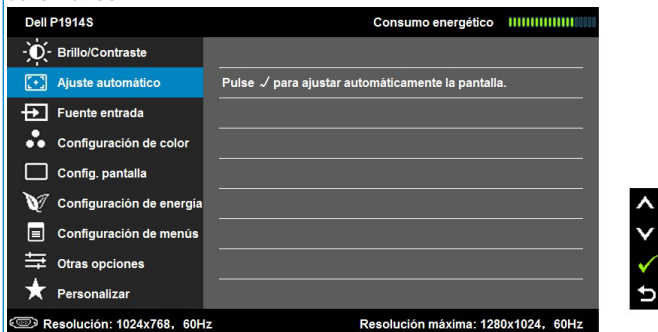 Dell P1914S Consumo energético
Brillo/Contraste
Ajuste automático Pulse ✓ para ajustar automáticamente la pantalla.
Fuente entrada
Configuración de color
Config. pantalla
Configuración de energía
Configuración de menús
Otras opciones
Personalizar
Resolución: 1024x768, 60Hz Resolución máxima: 1280x1024, 60Hz